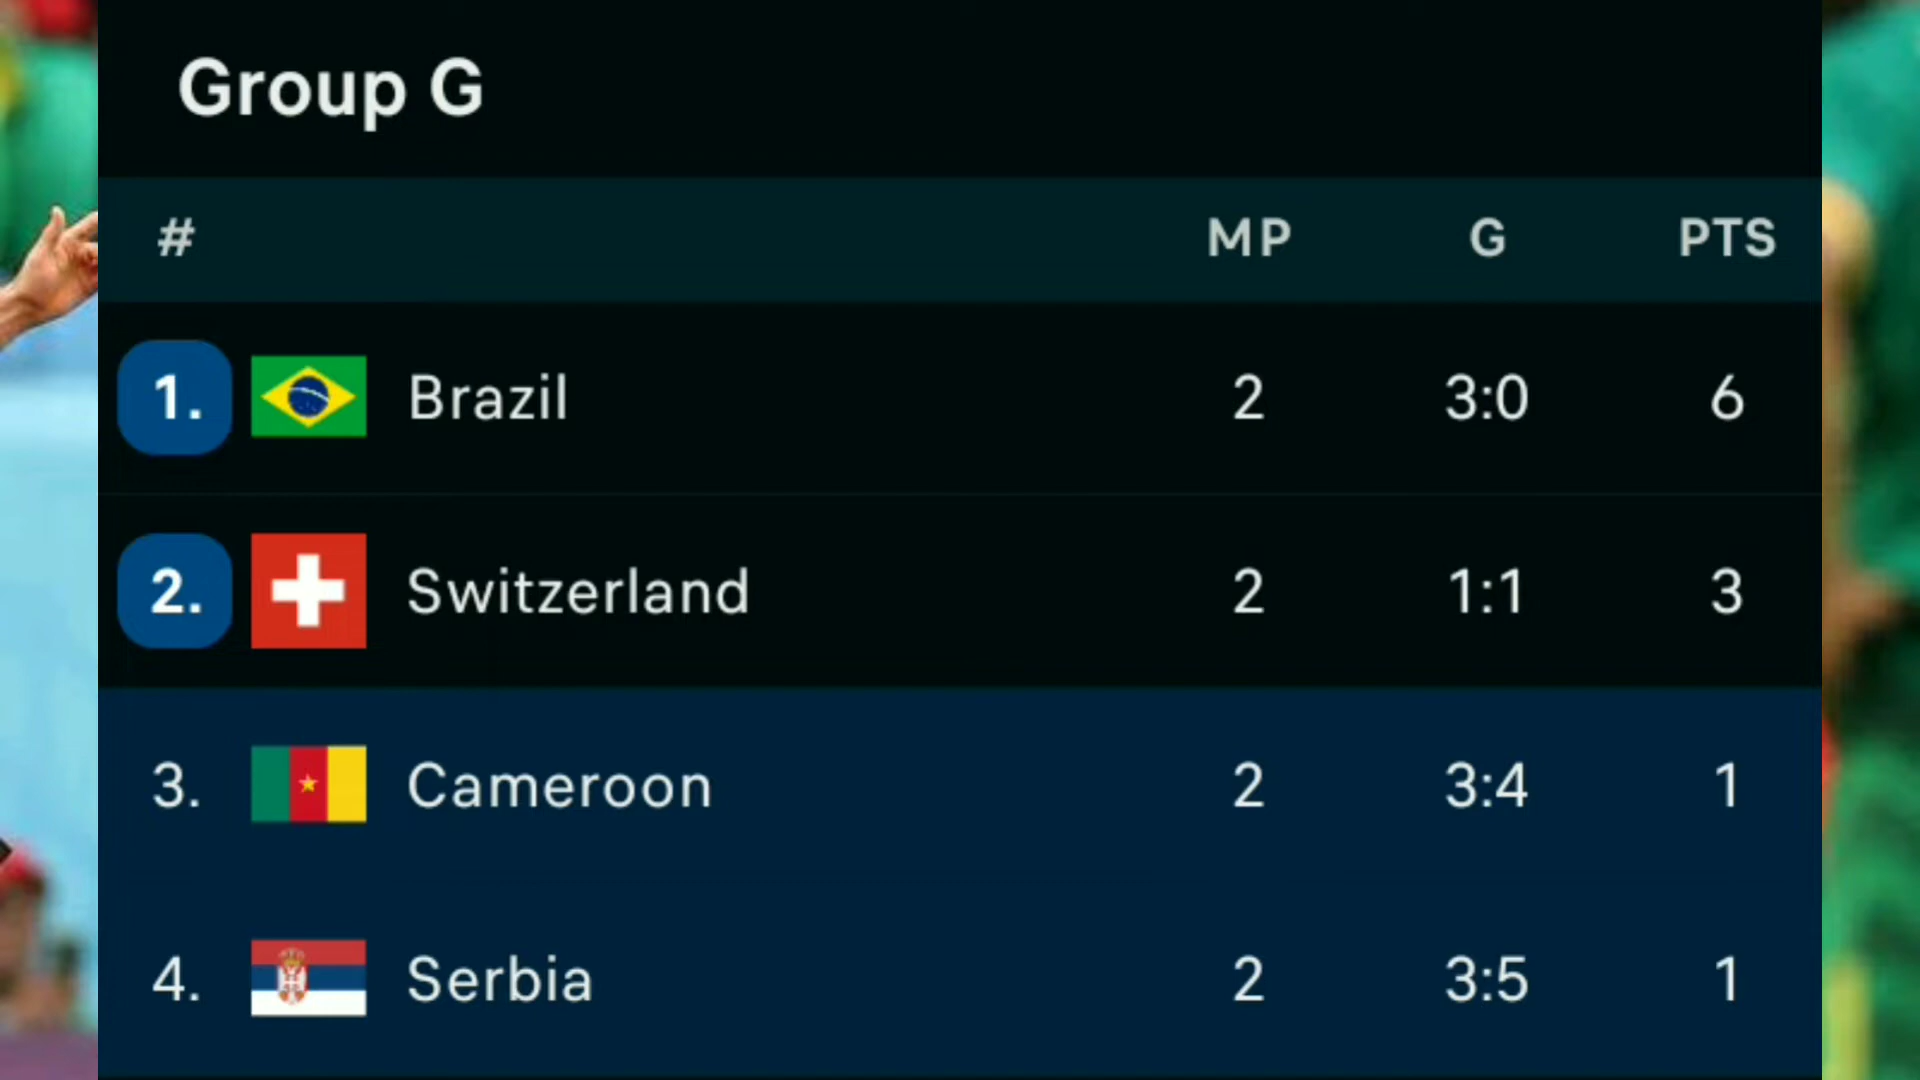 Group G
# MP G PTS
1. Brazil 2 3:0 6
2. Switzerland 2 1:1 3
3. Cameroon 2 3:4 1
4. Serbia 2 3:5 1